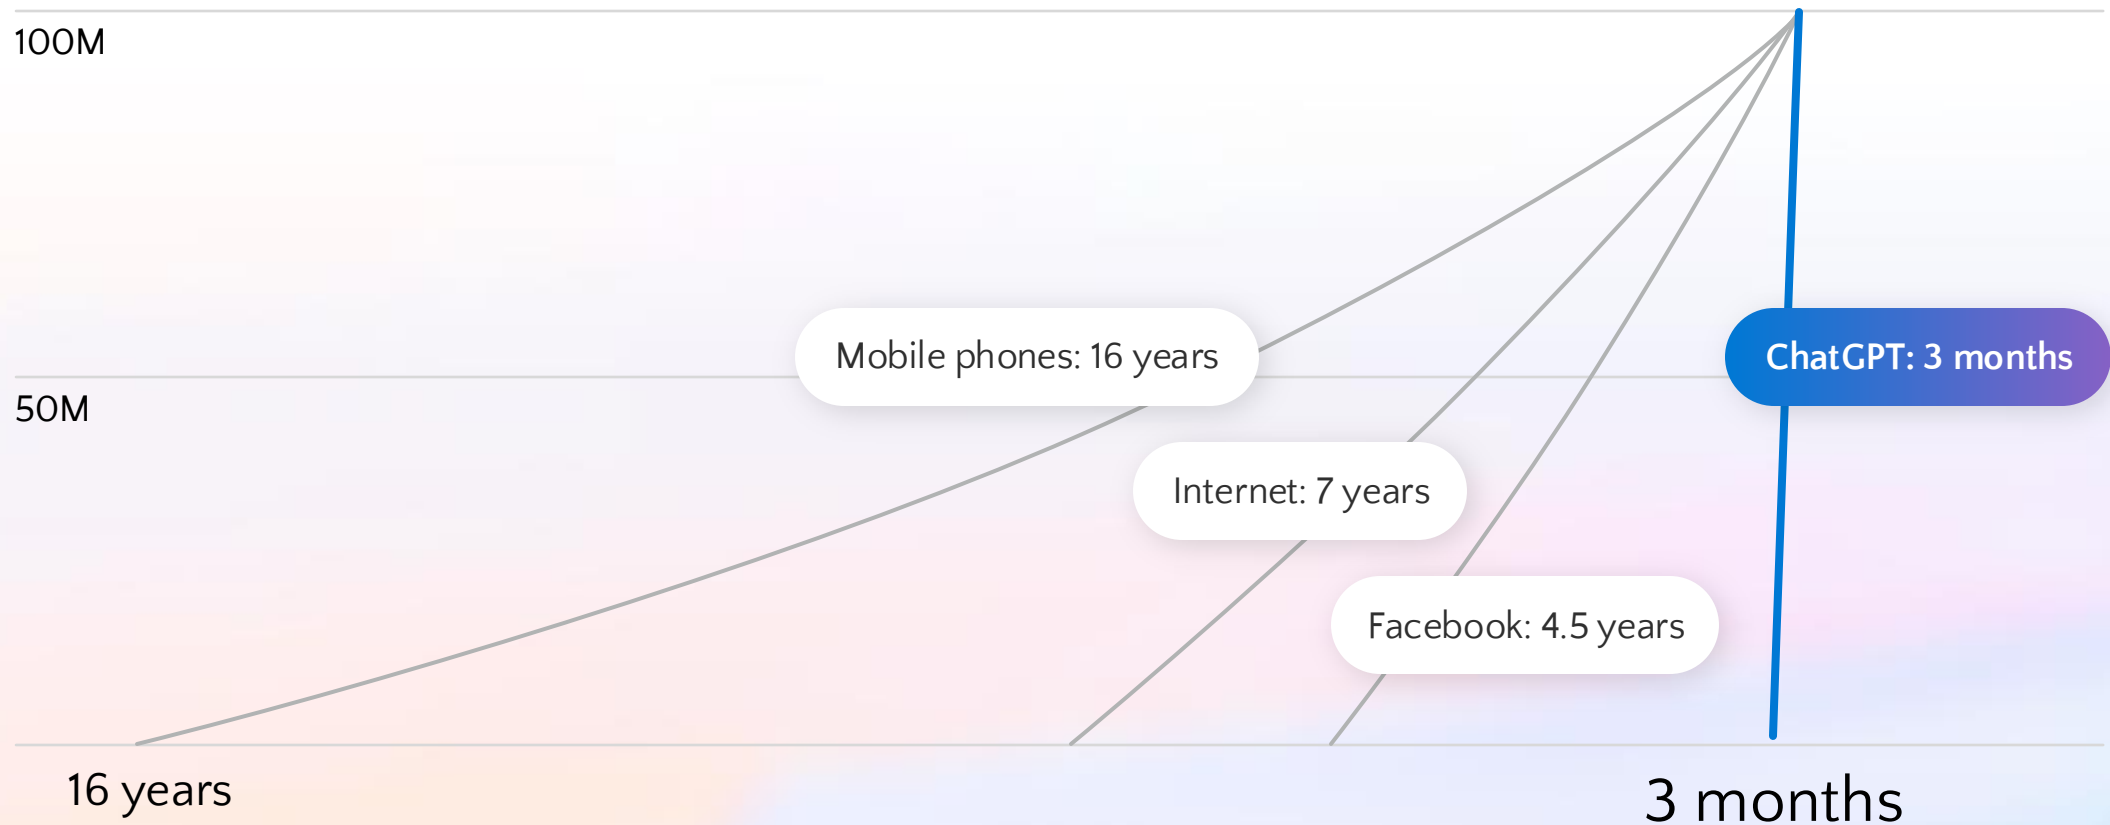 100M
Mobile phones: 16 years
ChatGPT: 3 months
50M
Internet: 7 years
Facebook: 4.5 years
16 years
3 months